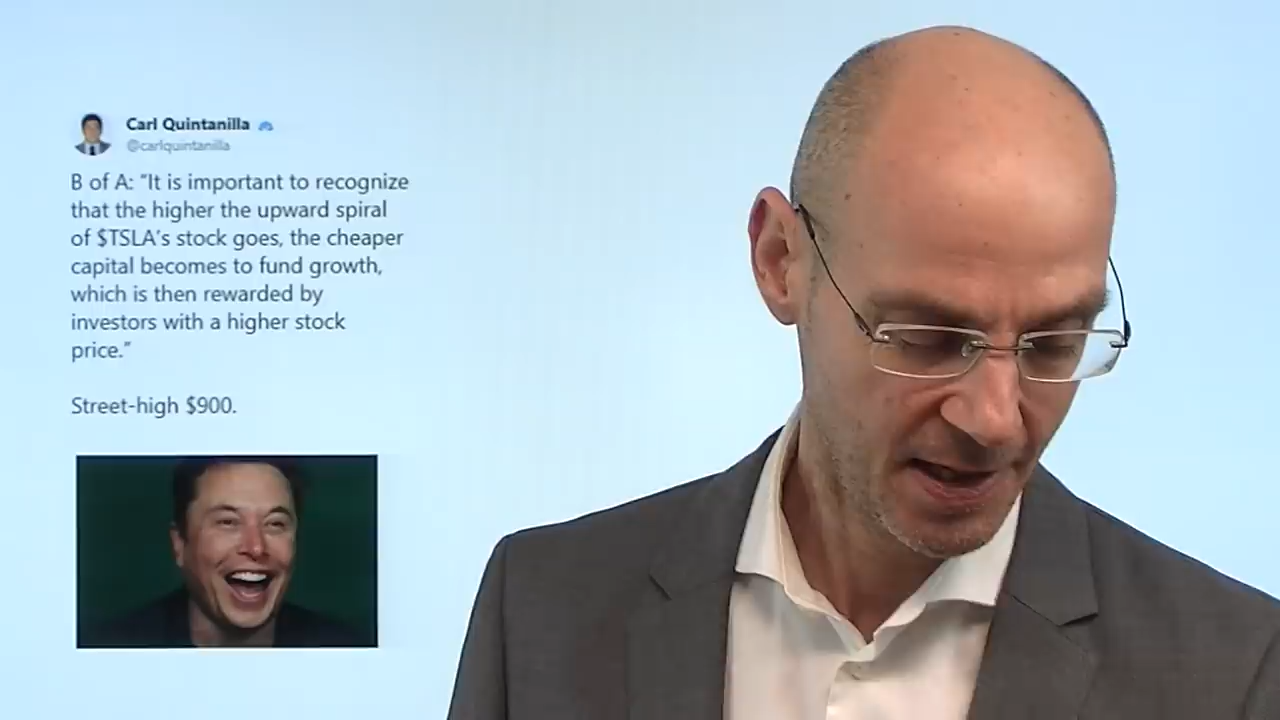 Carl Quintanilla
@carlquintanilla
B of A: “It is important to recognize
that the higher the upward spiral
of $TSLA’s stock goes, the cheaper
capital becomes to fund growth,
which is then rewarded by
investors with a higher stock
price.”
Street-high $900.